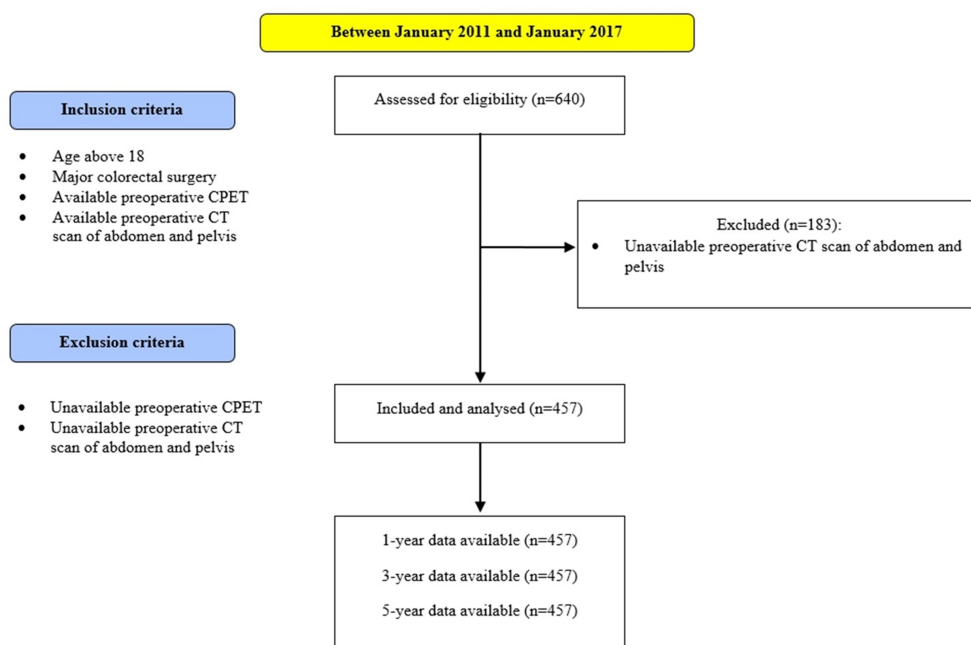 Between January 2011 and January 2017
Assessed for eligibility (n=640)
Inclusion criteria
• Age above 18
• Major colorectal surgery
• Available preoperative CPET
• Available preoperative CT
scan of abdomen and pelvis
Excluded (n=183):
• Unavailable preoperative CT scan of abdomen and
pelvis
Exclusion criteria
• Unavailable preoperative CPET
• Unavailable preoperative CT
scan of abdomen and pelvis
Included and analysed (n=457)
1-year data available (n=457)
3-year data available (n=457)
5-year data available (n=457)